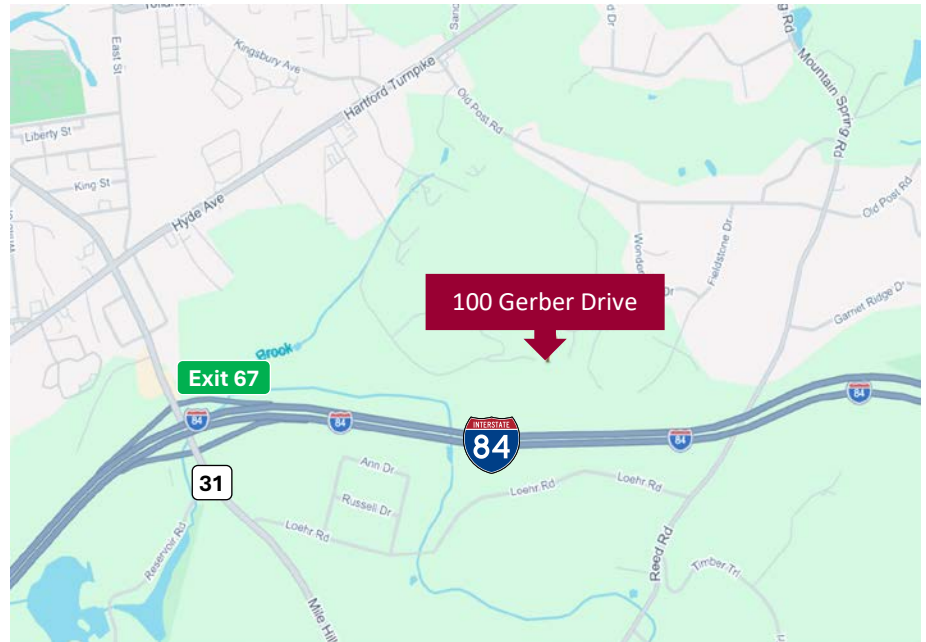 East St
Kingsbury Ave
Hartford Turnpike
Old Post Rd
Mountain Spring Rd
Liberty St
King St
Hyde Ave
Old Post Rd
Fieldstone Dr
Garnet Ridge Dr
100 Gerber Drive
Brook
Exit 67
84
84
INTERSTATE
84
84
84
31
Ann Dr
Russell Dr
Loehr Rd
Loehr Rd
Loehr Rd
Reservoir Rd
Reed Rd
Timber Trl
Mile Hill